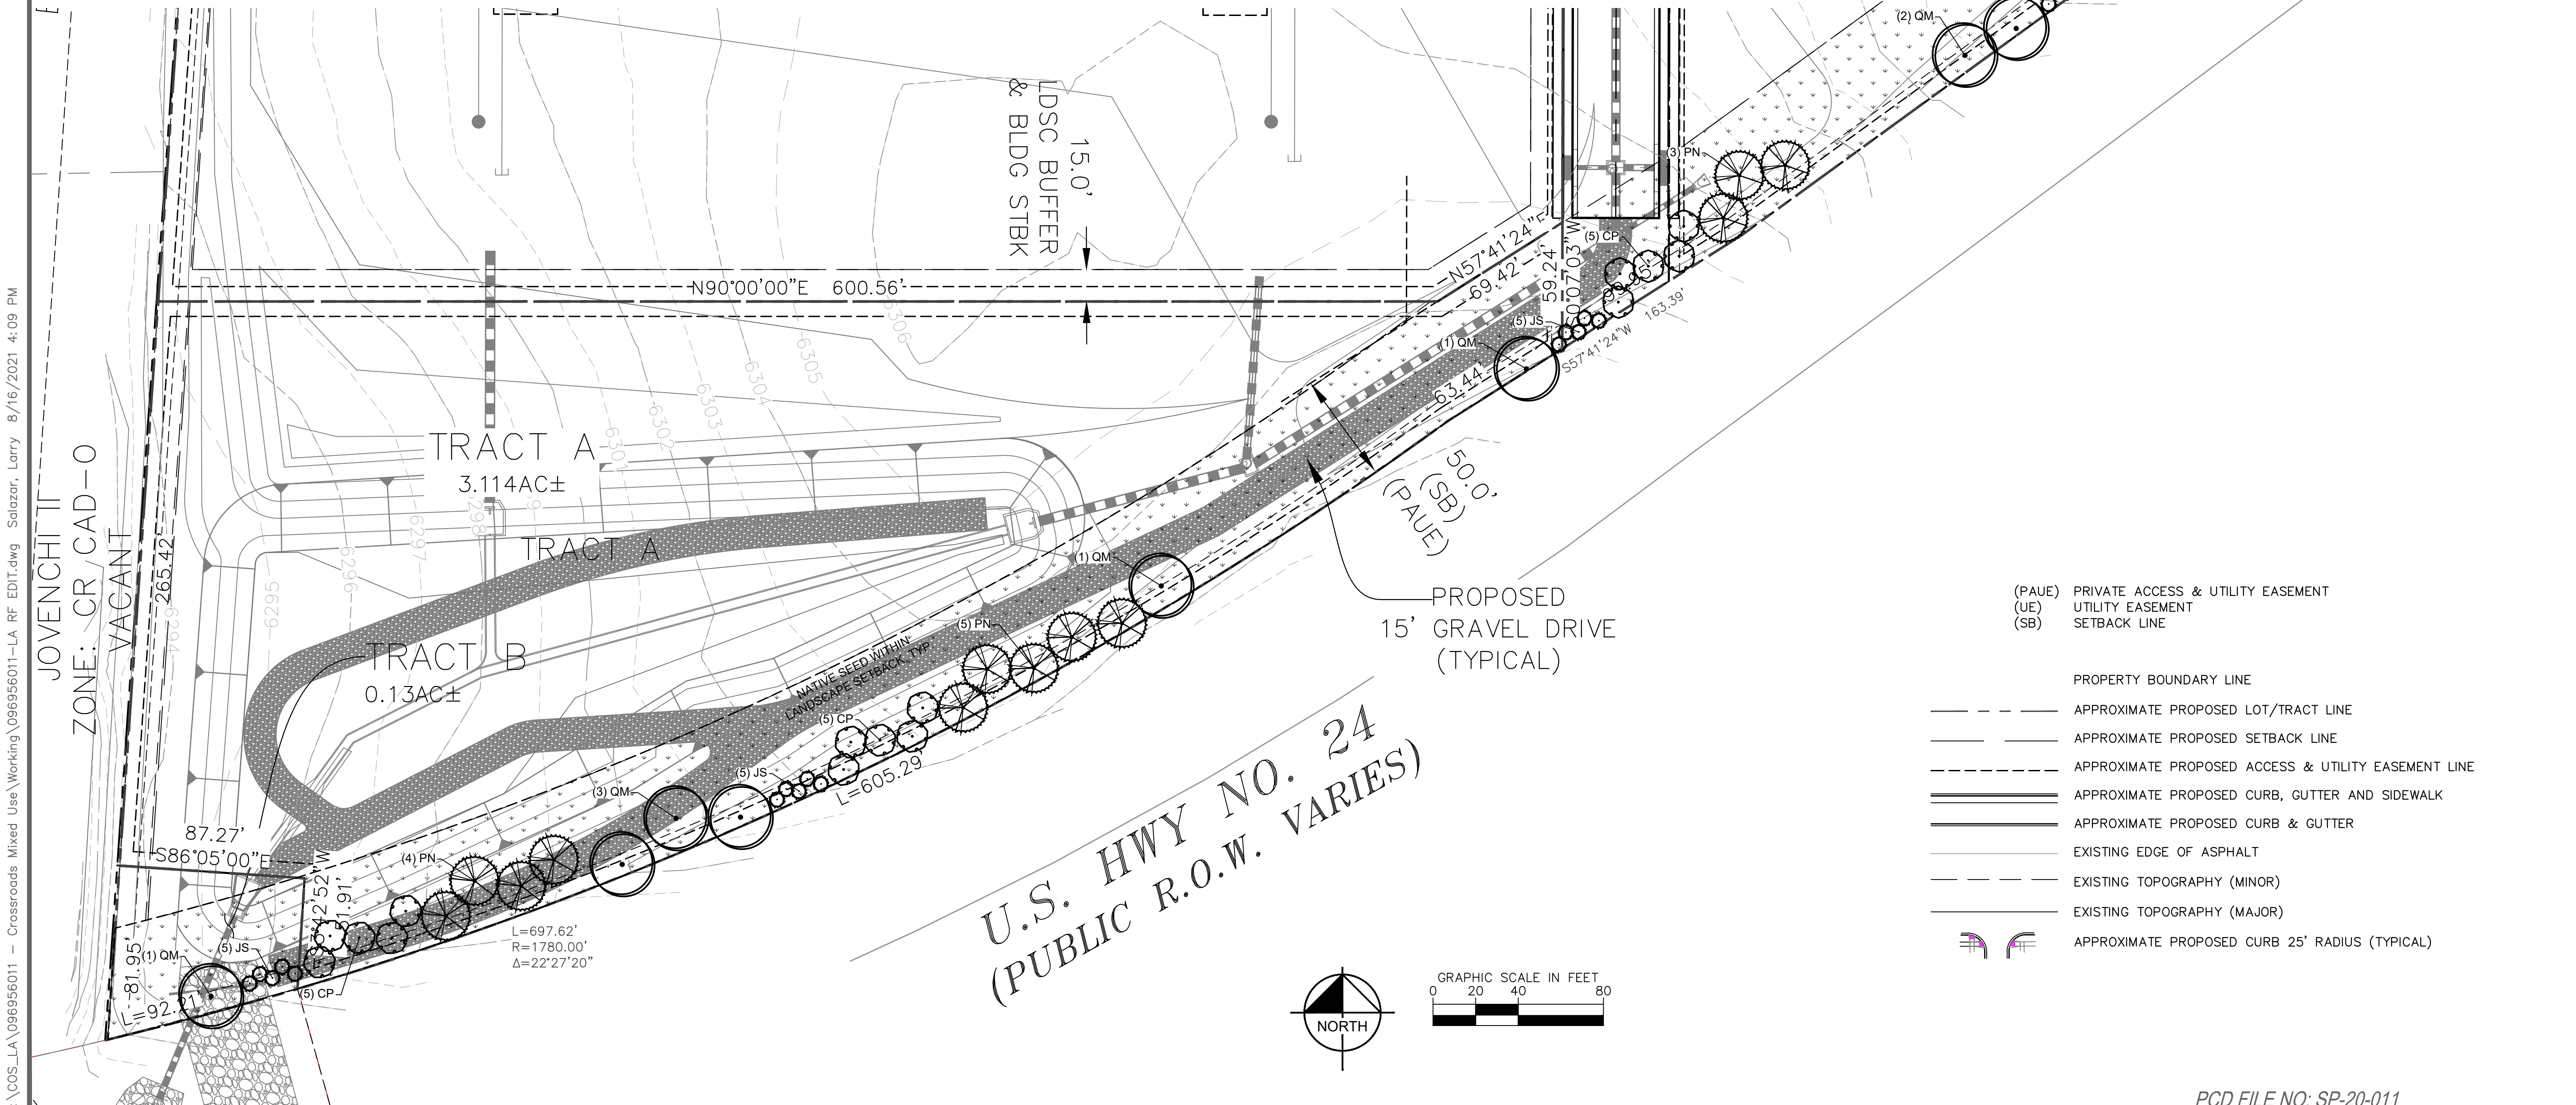 (2) QM
(3) PN
(5) CP
15.0'
LDSC BUFFER
& BLDG STBK
N90°00'00"E 600.56'
N57°41'24"E
69.42'
59.24'
S0°07'03"W
163.39'
S57°41'24"W
(5) JS
(1) QM
63.44'
50.0'
(SB)
(PAUE)
6306
6305
6304
6303
6302
6301
6297
6296
6295
6294
TRACT A
3.114AC±
TRACT A
TRACT B
0.13AC±
JOVENCHI II
ZONE: CR CAD-O
VACANT
265.42'
(1) QM
(5) PN
NATIVE SEED WITHIN
LANDSCAPE SETBACK, TYP
(5) CP
(5) JS
L=605.29'
(3) QM
(4) PN
87.27'
S86°05'00"E
81.95'
(5) JS
(1) QM
(5) CP
L=92.21'
L=697.62'
R=1780.00'
Δ=22°27'20"
PROPOSED
15' GRAVEL DRIVE
(TYPICAL)
U.S. HWY NO. 24
(PUBLIC R.O.W. VARIES)
NORTH
GRAPHIC SCALE IN FEET
0 20 40 80
(PAUE) PRIVATE ACCESS & UTILITY EASEMENT
(UE) UTILITY EASEMENT
(SB) SETBACK LINE
PROPERTY BOUNDARY LINE
APPROXIMATE PROPOSED LOT/TRACT LINE
APPROXIMATE PROPOSED SETBACK LINE
APPROXIMATE PROPOSED ACCESS & UTILITY EASEMENT LINE
APPROXIMATE PROPOSED CURB, GUTTER AND SIDEWALK
APPROXIMATE PROPOSED CURB & GUTTER
EXISTING EDGE OF ASPHALT
EXISTING TOPOGRAPHY (MINOR)
EXISTING TOPOGRAPHY (MAJOR)
APPROXIMATE PROPOSED CURB 25' RADIUS (TYPICAL)
PCD FILE NO: SP-20-011
\COS_LA\096956011 - Crossroads Mixed Use\Working\096956011-LA RF EDIT.dwg Salazar, Larry 8/16/2021 4:09 PM